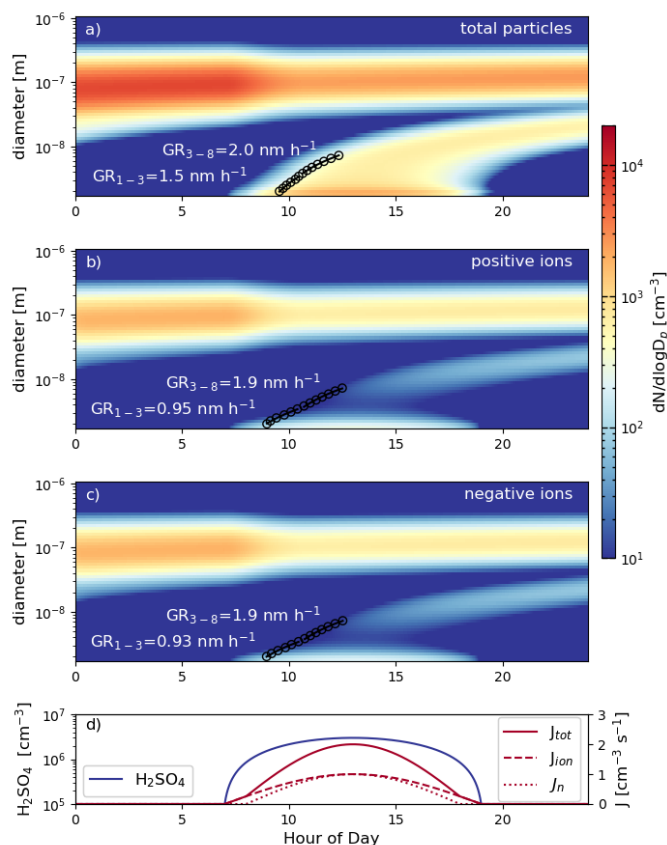 a) total particles
diameter [m]
10⁻⁶
10⁻⁷
10⁻⁸
GR₃₋₈=2.0 nm h⁻¹
GR₁₋₃=1.5 nm h⁻¹
0 5 10 15 20
b) positive ions
diameter [m]
10⁻⁶
10⁻⁷
10⁻⁸
GR₃₋₈=1.9 nm h⁻¹
GR₁₋₃=0.95 nm h⁻¹
0 5 10 15 20
c) negative ions
diameter [m]
10⁻⁶
10⁻⁷
10⁻⁸
GR₃₋₈=1.9 nm h⁻¹
GR₁₋₃=0.93 nm h⁻¹
0 5 10 15 20
10⁴
10³
10²
10¹
dN/dlogDₚ [cm⁻³]
d)
H₂SO₄ [cm⁻³]
10⁷
10⁶
10⁵
H₂SO₄
J_tot
J_ion
J_n
3
2
1
0
J [cm⁻³ s⁻¹]
0 5 10 15 20
Hour of Day